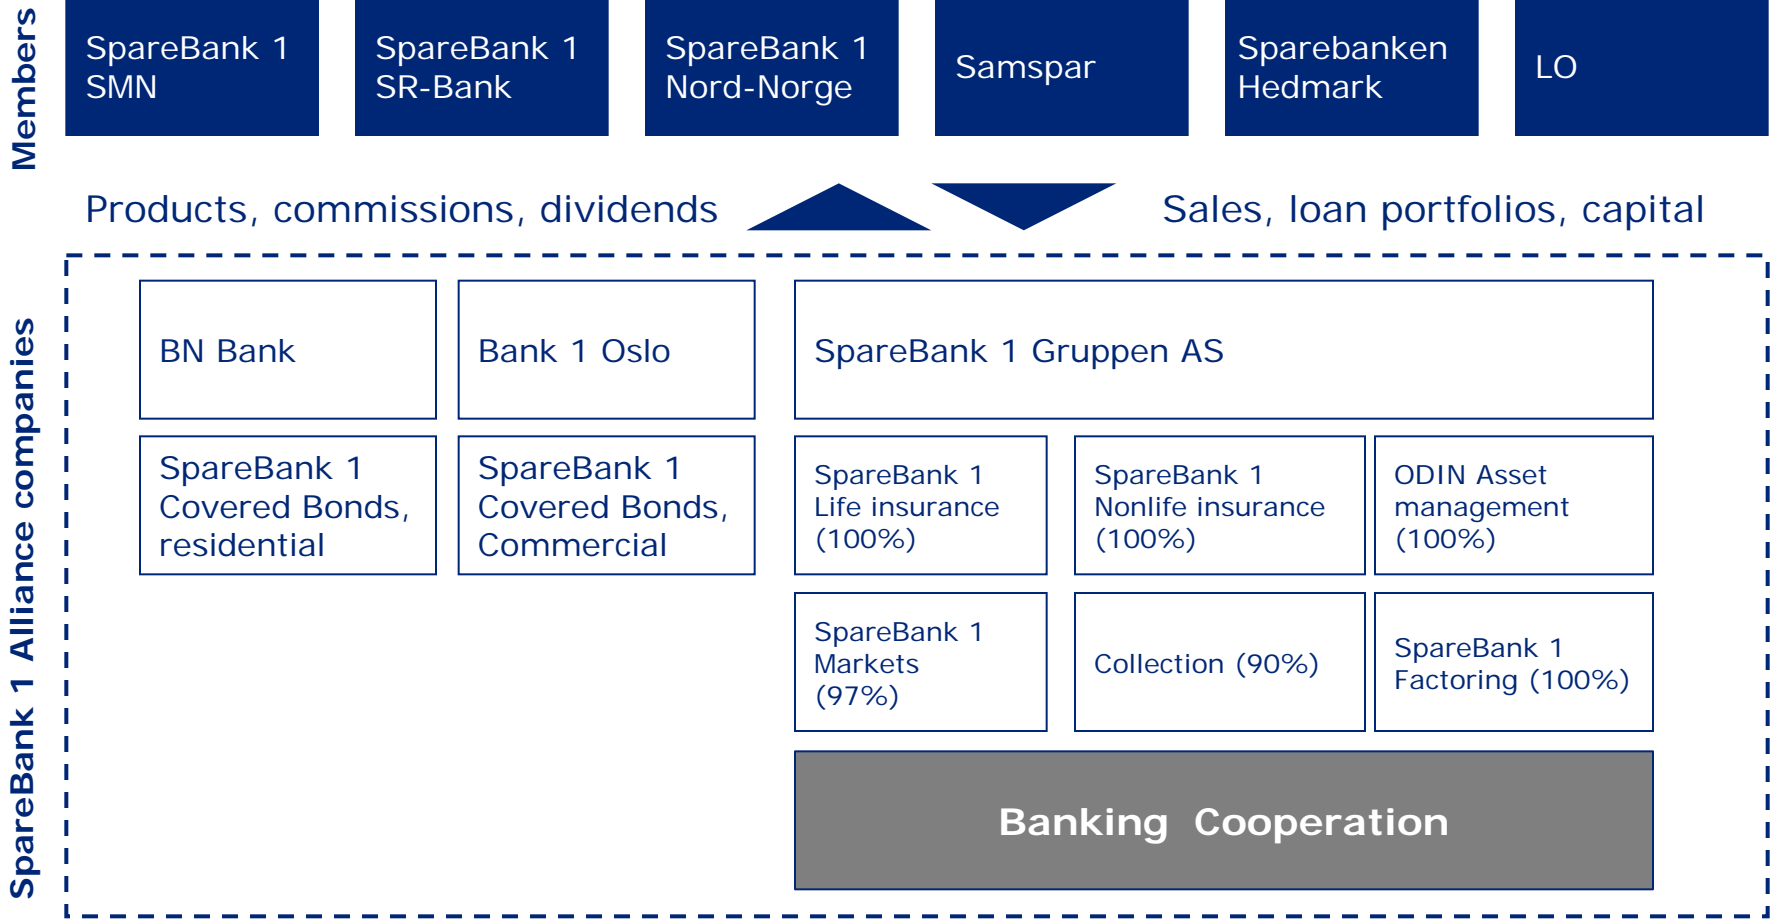 Members
SpareBank 1
SMN
SpareBank 1
SR-Bank
SpareBank 1
Nord-Norge
Samspar
Sparebanken
Hedmark
LO
Products, commissions, dividends
Sales, loan portfolios, capital
SpareBank 1 Alliance companies
BN Bank
Bank 1 Oslo
SpareBank 1 Gruppen AS
SpareBank 1
Covered Bonds,
residential
SpareBank 1
Covered Bonds,
Commercial
SpareBank 1
Life insurance
(100%)
SpareBank 1
Nonlife insurance
(100%)
ODIN Asset
management
(100%)
SpareBank 1
Markets
(97%)
Collection (90%)
SpareBank 1
Factoring (100%)
Banking Cooperation